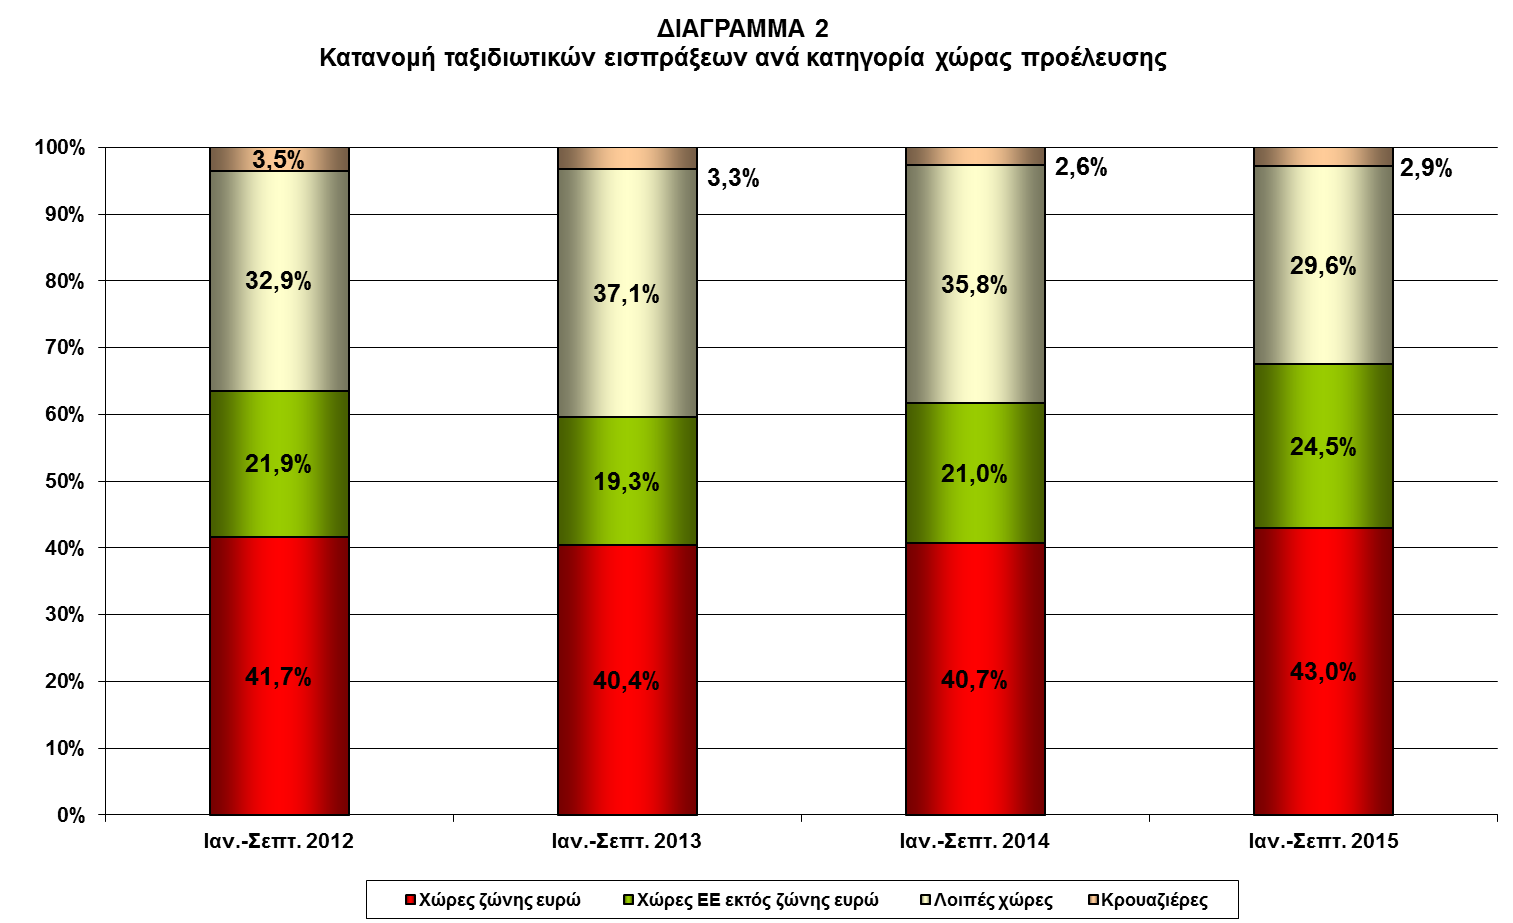 ΔΙΑΓΡΑΜΜΑ 2
Κατανομή ταξιδιωτικών εισπράξεων ανά κατηγορία χώρας προέλευσης
100%
90%
80%
70%
60%
50%
40%
30%
20%
10%
0%
3,5%
32,9%
21,9%
41,7%
3,3%
37,1%
19,3%
40,4%
2,6%
35,8%
21,0%
40,7%
2,9%
29,6%
24,5%
43,0%
Ιαν.-Σεπτ. 2012
Ιαν.-Σεπτ. 2013
Ιαν.-Σεπτ. 2014
Ιαν.-Σεπτ. 2015
Χώρες ζώνης ευρώ
Χώρες ΕΕ εκτός ζώνης ευρώ
Λοιπές χώρες
Κρουαζιέρες